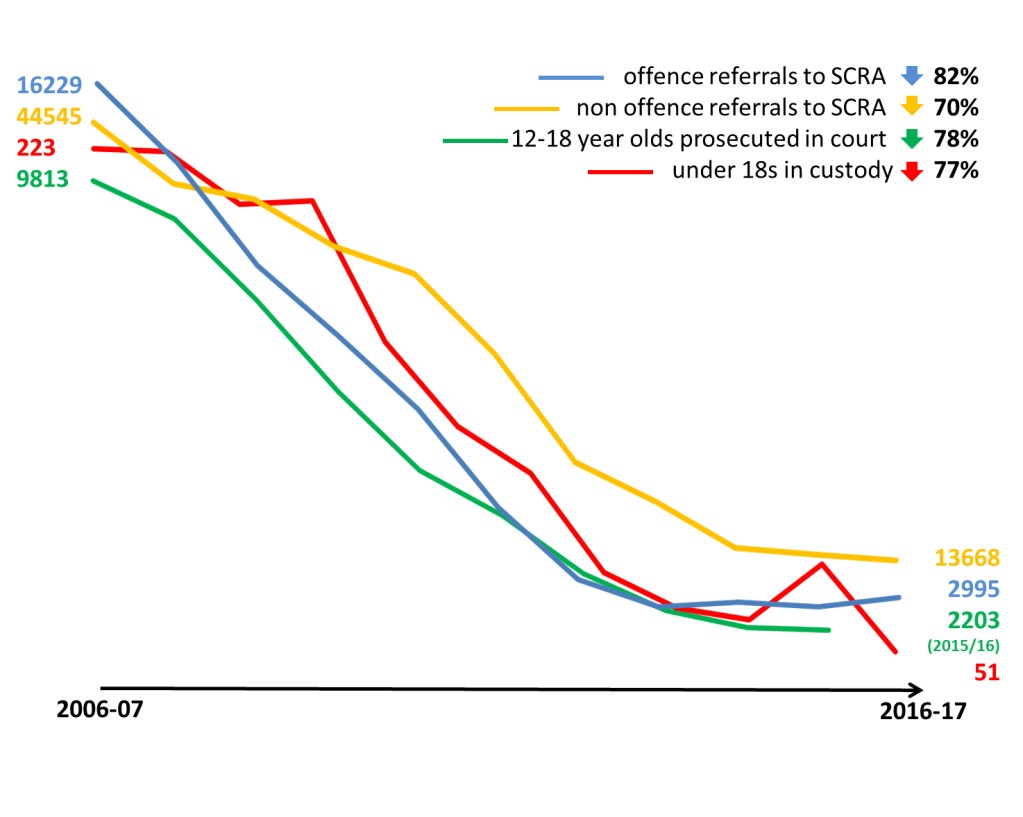 16229
44545
223
9813
offence referrals to SCRA 82%
non offence referrals to SCRA 70%
12-18 year olds prosecuted in court 78%
under 18s in custody 77%
13668
2995
2203
(2015/16)
51
2006-07
2016-17